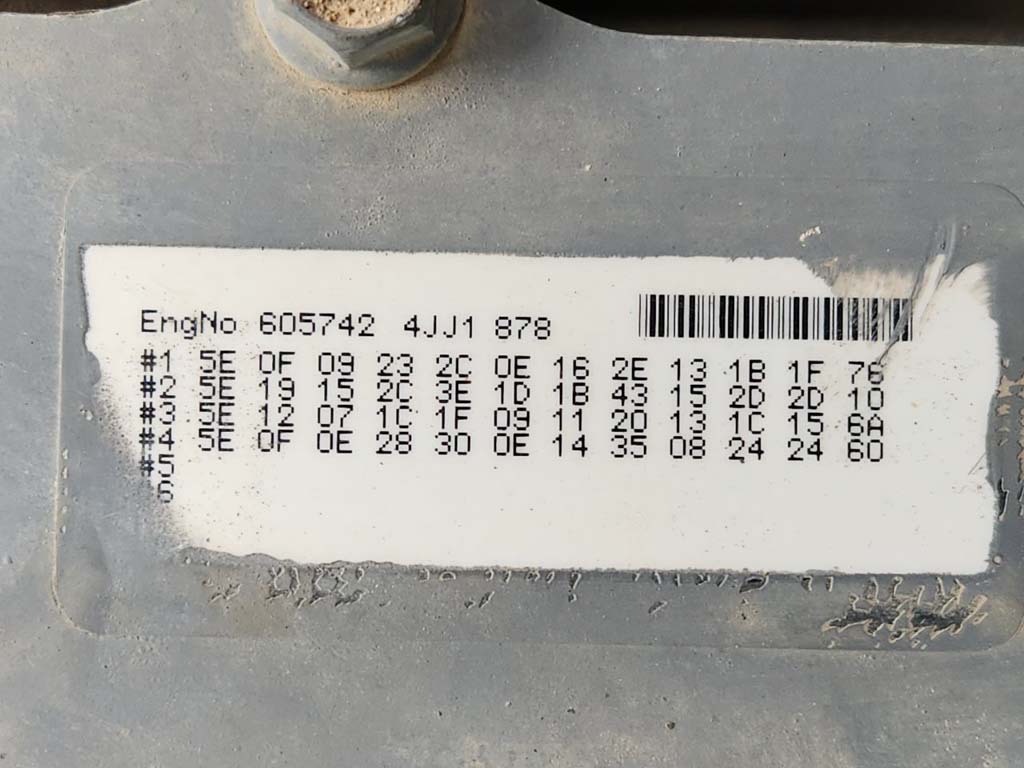 EngNo 605742 4JJ1 878
#1 5E 0F 09 23 2C 0E 16 2E 13 1B 1F 76
#2 5E 19 15 2C 3E 1D 1B 43 15 2D 2D 10
#3 5E 12 07 1C 1F 09 11 20 13 1C 15 6A
#4 5E 0F 0E 28 30 0E 14 35 08 24 24 60
#5
6